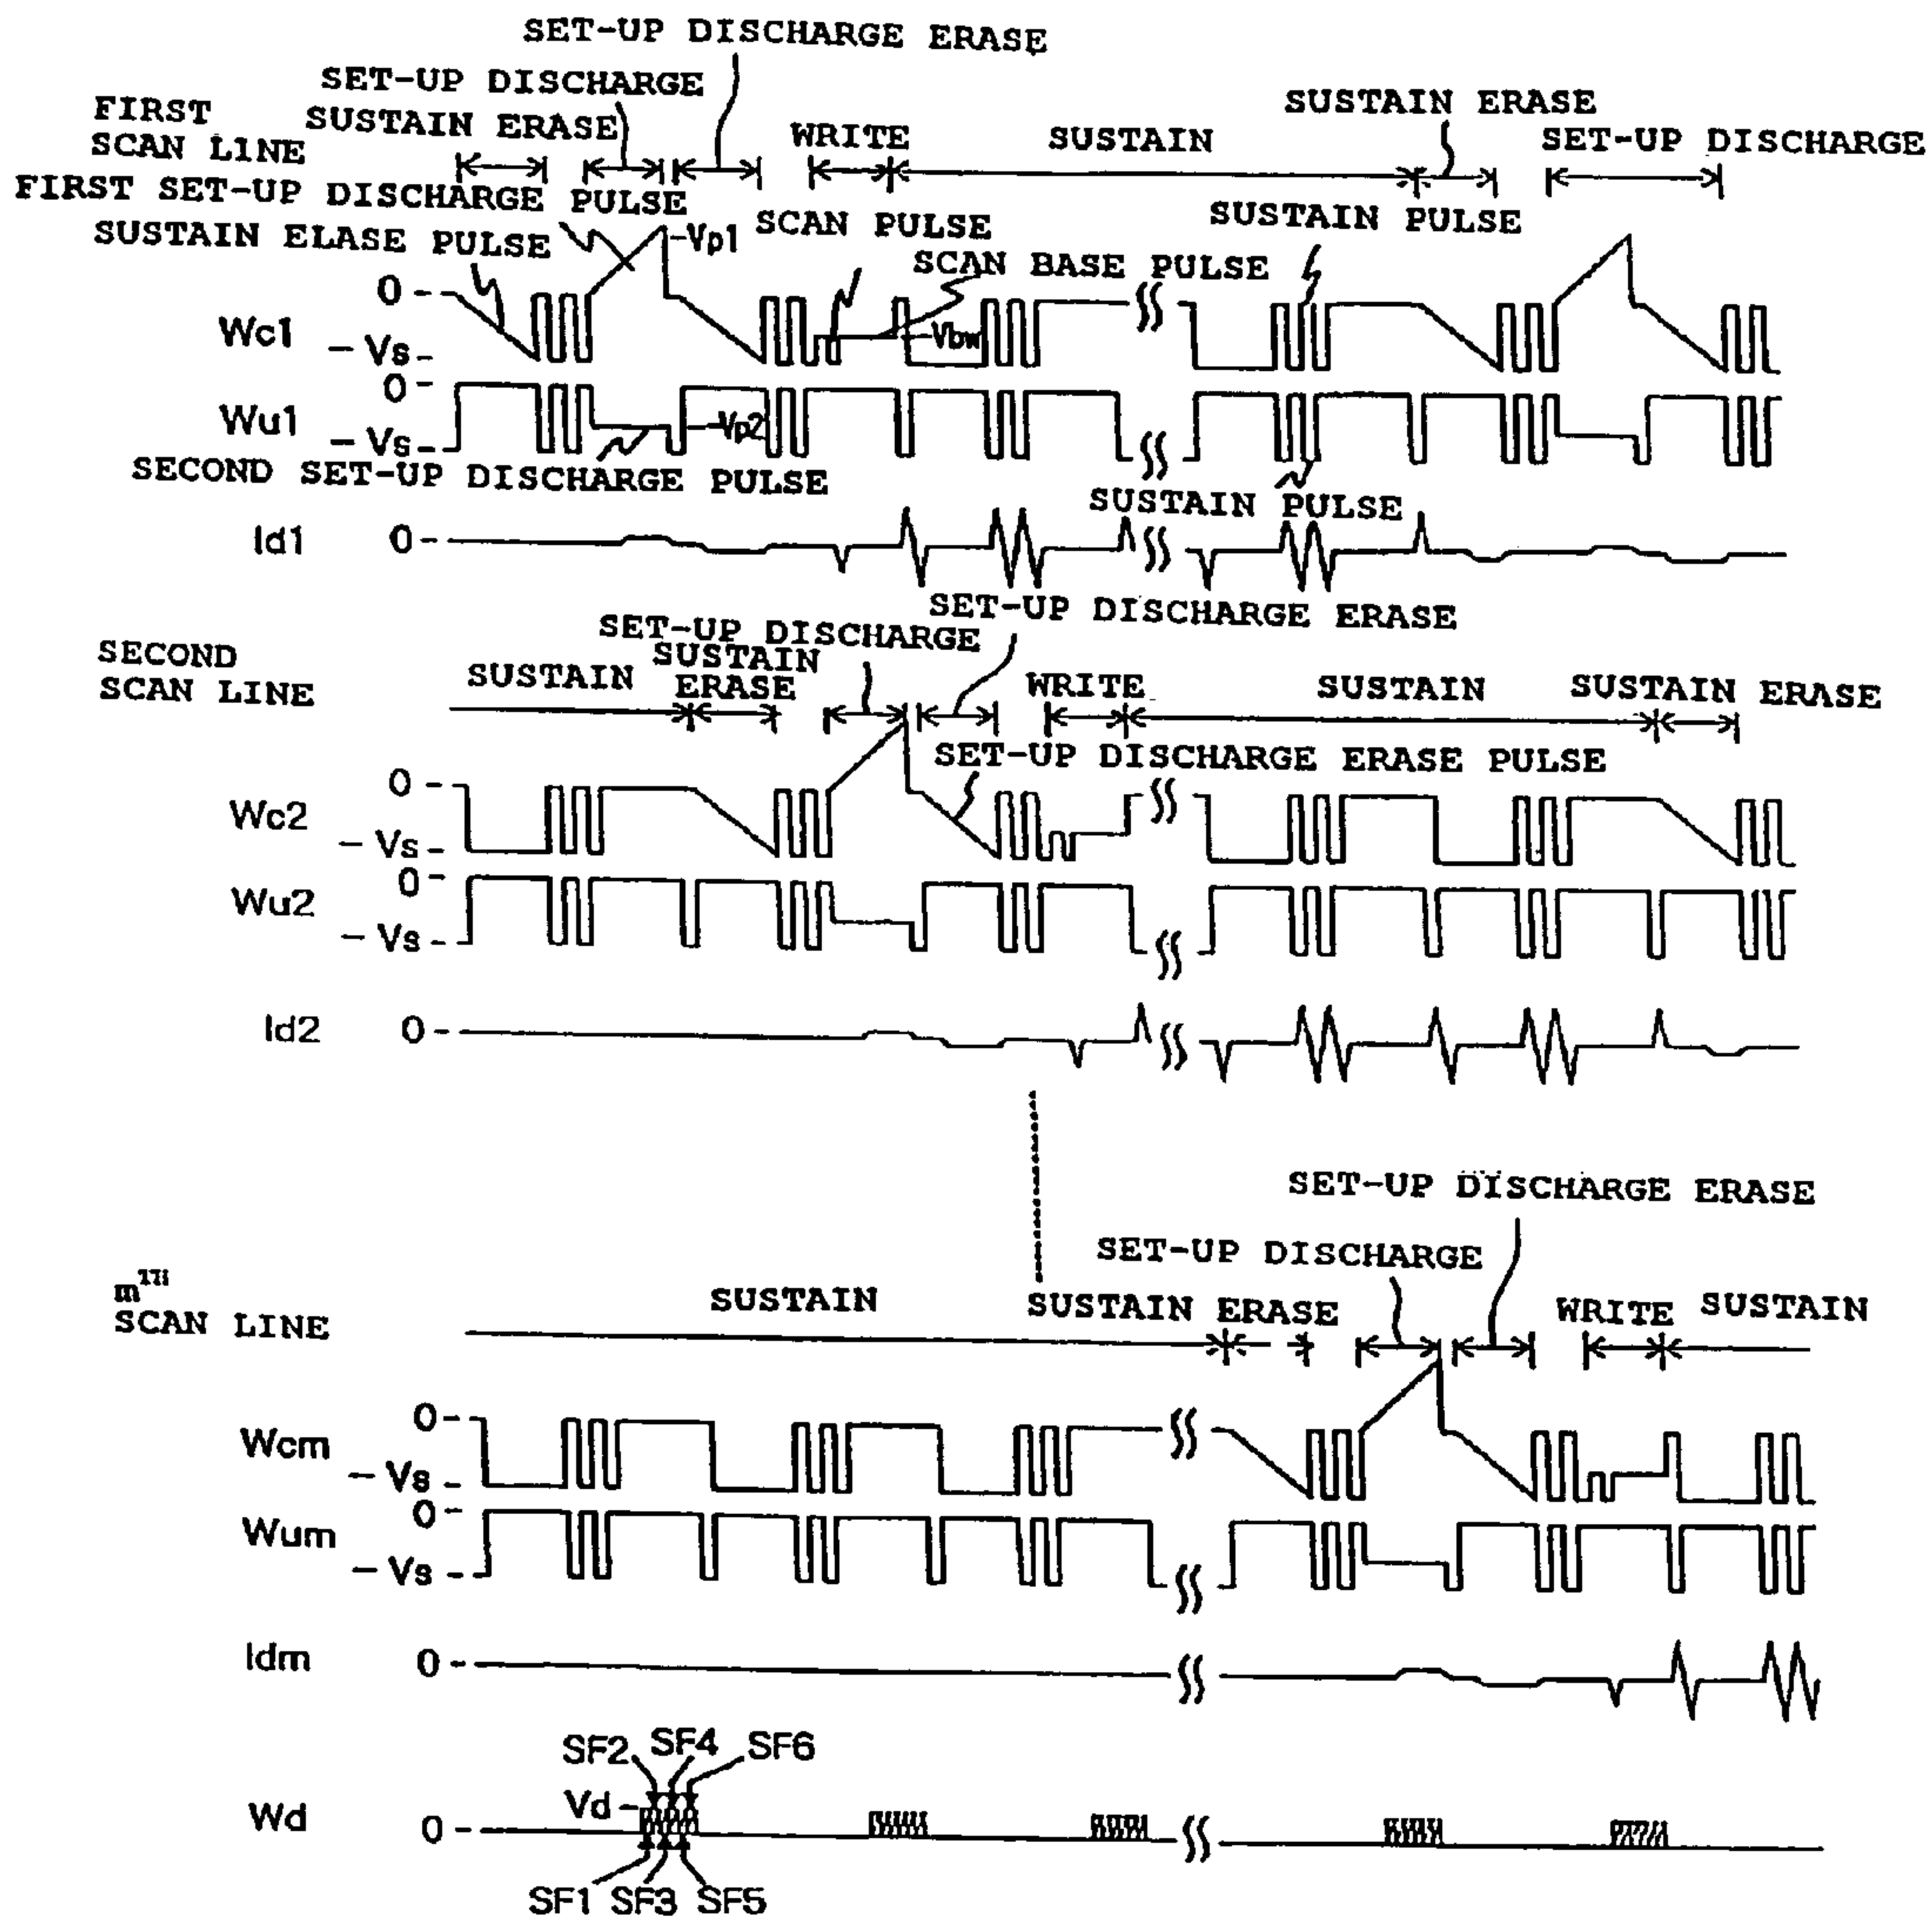 SET-UP DISCHARGE ERASE
SET-UP DISCHARGE
FIRST
SCAN L1NE
SUSTAIN ERASE
WRITE
SUSTAIN
SUSTAIN ERASE
SET-UP DISCHARGE
FIRST SET-UP DISCHARGE PULSE
SUSTAIN ELASE PULSE
Vp1
SCAN PULSE
SCAN BASE PULSE
SUSTAIN PULSE
Wc1
0
-Vs
Vbw
Wu1
0
-Vs
Vp2
SECOND SET-UP DISCHARGE PULSE
SUSTAIN PULSE
Id1
0
SET-UP DISCHARGE ERASE
SET-UP DISCHARGE
SECOND
SCAN LINE
SUSTAIN
SUSTAIN
ERASE
WRITE
SUSTAIN
SUSTAIN ERASE
SET-UP DISCHARGE ERASE PULSE
Wc2
0
-Vs
Wu2
0
-Vs
Id2
0
SET-UP DISCHARGE ERASE
SET-UP DISCHARGE
mTH
SCAN LINE
SUSTAIN
SUSTAIN ERASE
WRITE
SUSTAIN
Wcm
0
-Vs
Wum
0
-Vs
Idm
0
SF2 SF4 SF6
Vd
Wd
0
SF1 SF3 SF5